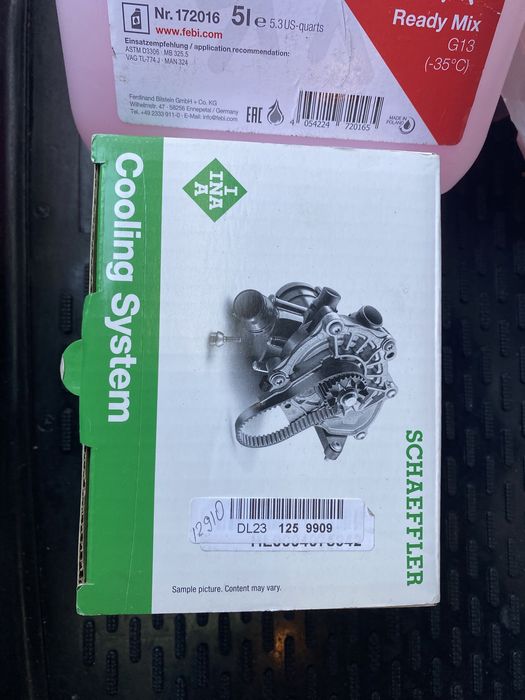 Nr. 172016
www.febi.com
5l e 5.3 US-quarts
Ready Mix
G13
(-35°C)
Einsatzempfehlung / application recommendation:
ASTM D3306 · MB 325.5
VAG TL-774 J · MAN 324
Ferdinand Bilstein GmbH + Co. KG
Wilhelmstr. 47 · 58256 Ennepetal / Germany
Tel. +49 2333 911-0 · E-Mail: info@febi.com
EAC
4 054224 720165
MADE IN
POLAND
INA
Cooling System
SCHAEFFLER
12910
DL23 125 9909
Sample picture. Content may vary.